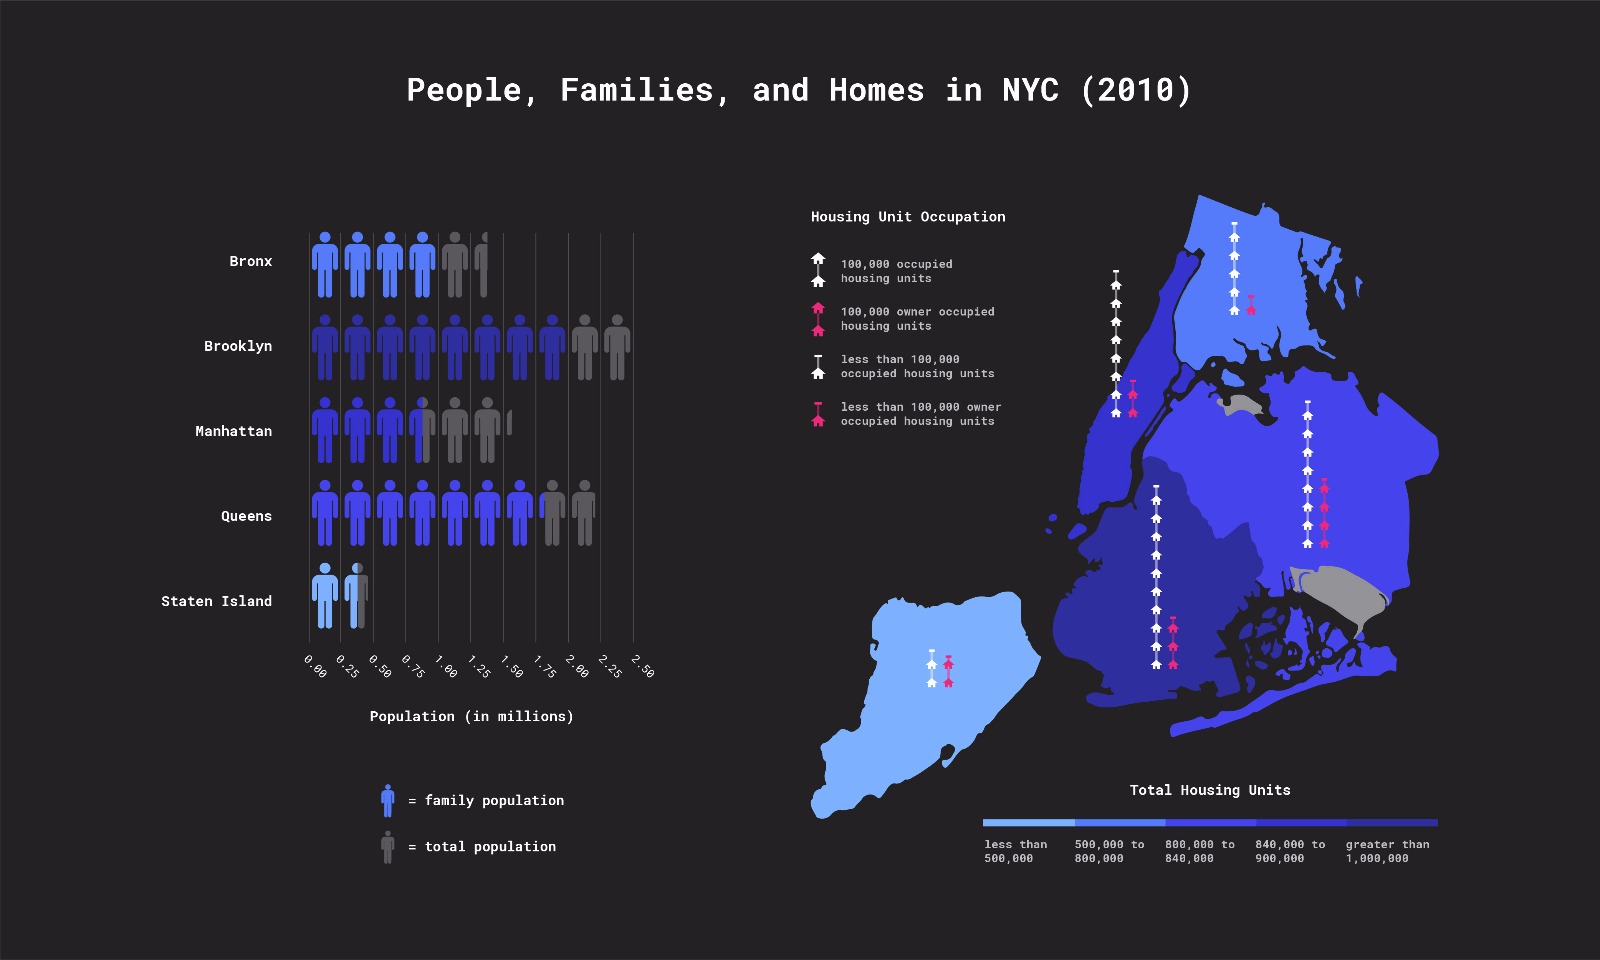 People, Families, and Homes in NYC (2010)
Bronx
Brooklyn
Manhattan
Queens
Staten Island
0.00
0.25
0.50
0.75
1.00
1.25
1.50
1.75
2.00
2.25
2.50
Population (in millions)
= family population
= total population
Housing Unit Occupation
100,000 occupied
housing units
100,000 owner occupied
housing units
less than 100,000
occupied housing units
less than 100,000 owner
occupied housing units
Total Housing Units
less than
500,000
500,000 to
800,000
800,000 to
840,000
840,000 to
900,000
greater than
1,000,000